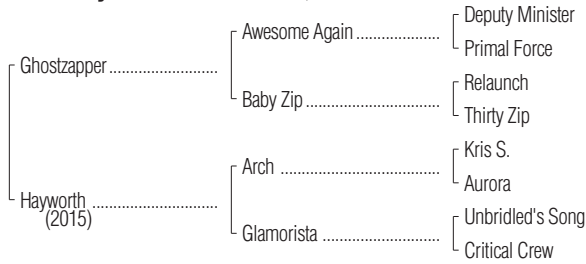 Deputy Minister
Awesome Again ..................
Primal Force
Ghostzapper .......................
Relaunch
Baby Zip .............................
Thirty Zip
Kris S.
Arch ...................................
Aurora
Hayworth ..........................
(2015)
Unbridled's Song
Glamorista .........................
Critical Crew